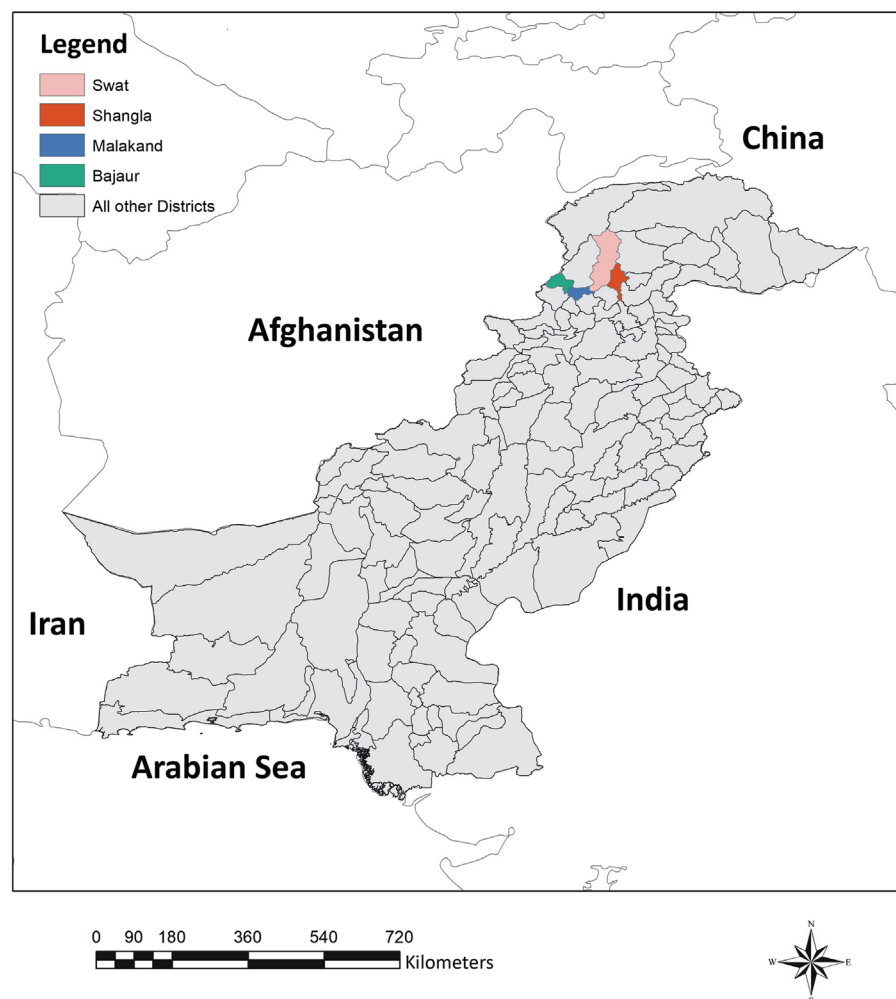 Legend
Swat
Shangla
Malakand
Bajaur
All other Districts
China
Afghanistan
India
Iran
Arabian Sea
0 90 180 360 540 720
Kilometers
N
W E
S